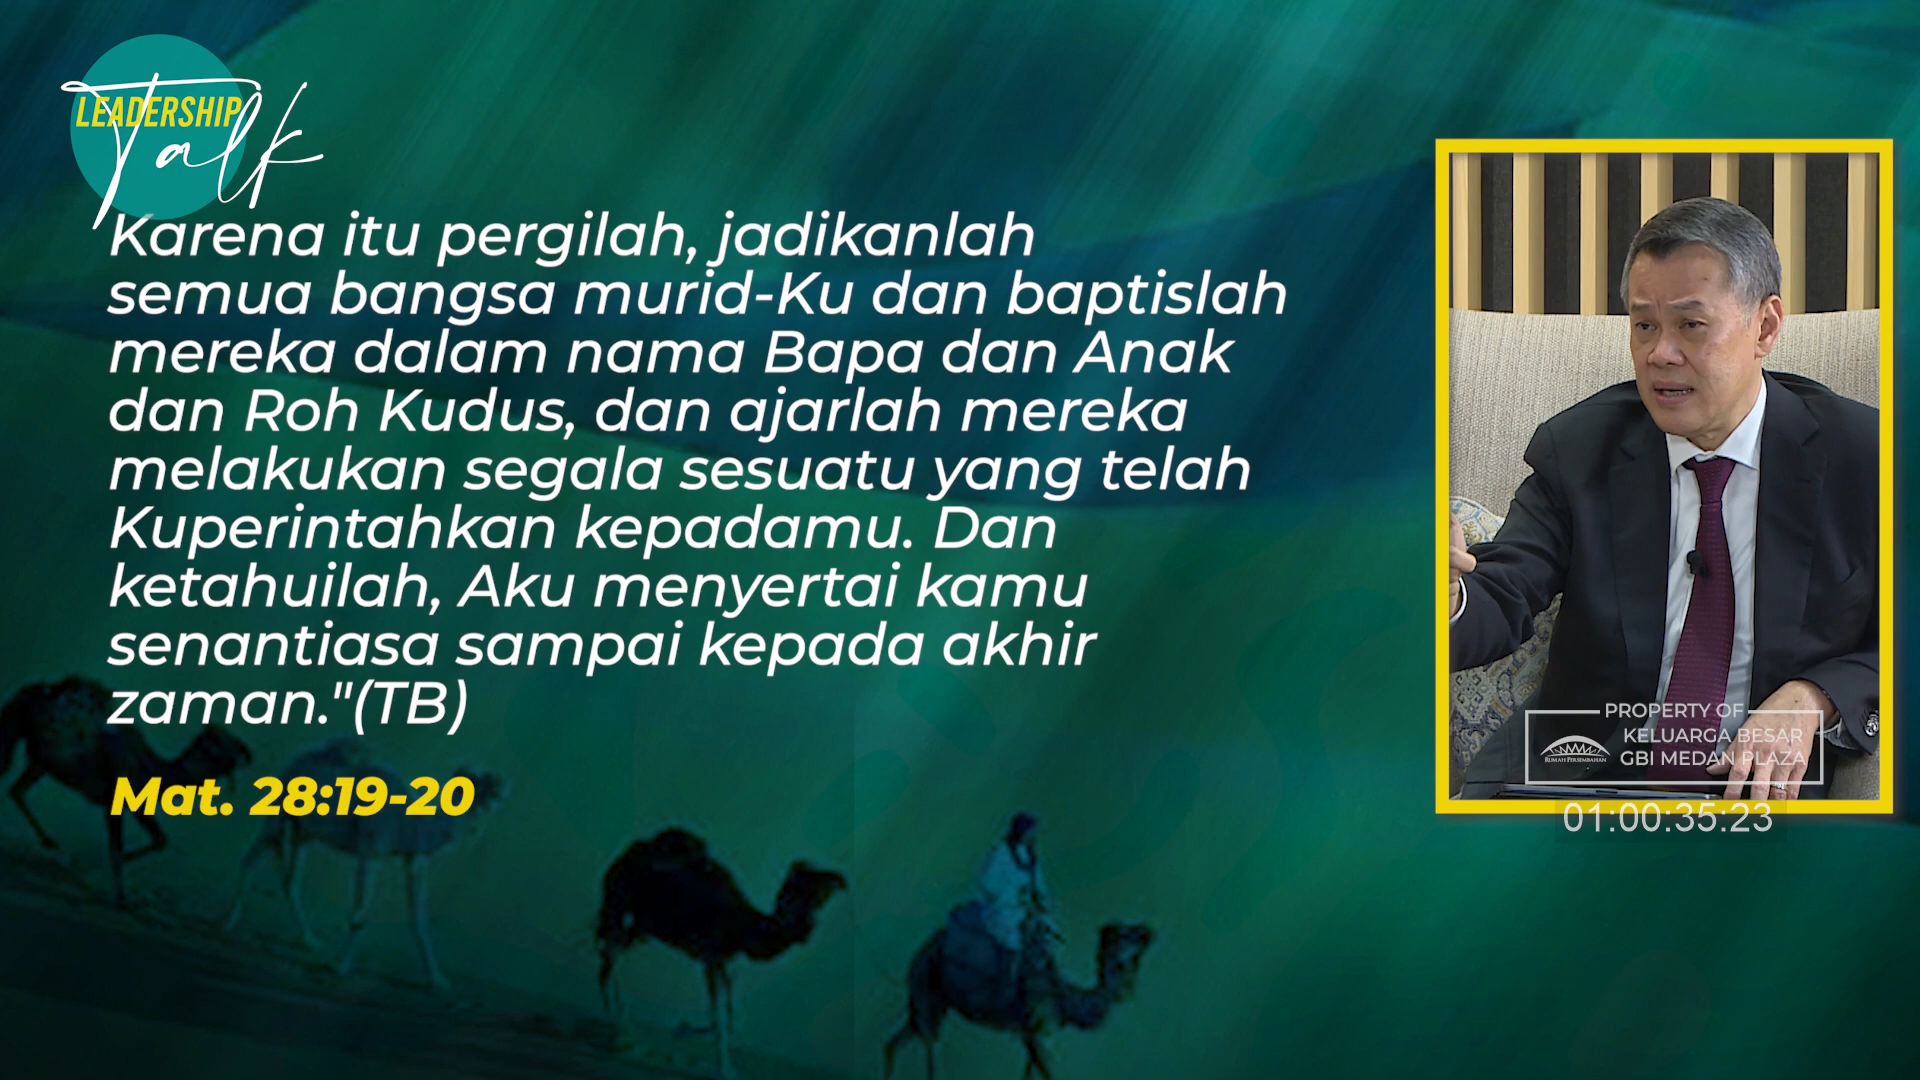 LEADERSHIP
Talk
Karena itu pergilah, jadikanlah
semua bangsa murid-Ku dan baptislah
mereka dalam nama Bapa dan Anak
dan Roh Kudus, dan ajarlah mereka
melakukan segala sesuatu yang telah
Kuperintahkan kepadamu. Dan
ketahuilah, Aku menyertai kamu
senantiasa sampai kepada akhir
zaman."(TB)
Mat. 28:19-20
PROPERTY OF
KELUARGA BESAR
GBI MEDAN PLAZA
RUMAH PERSEMBAHAN
01:00:35:23